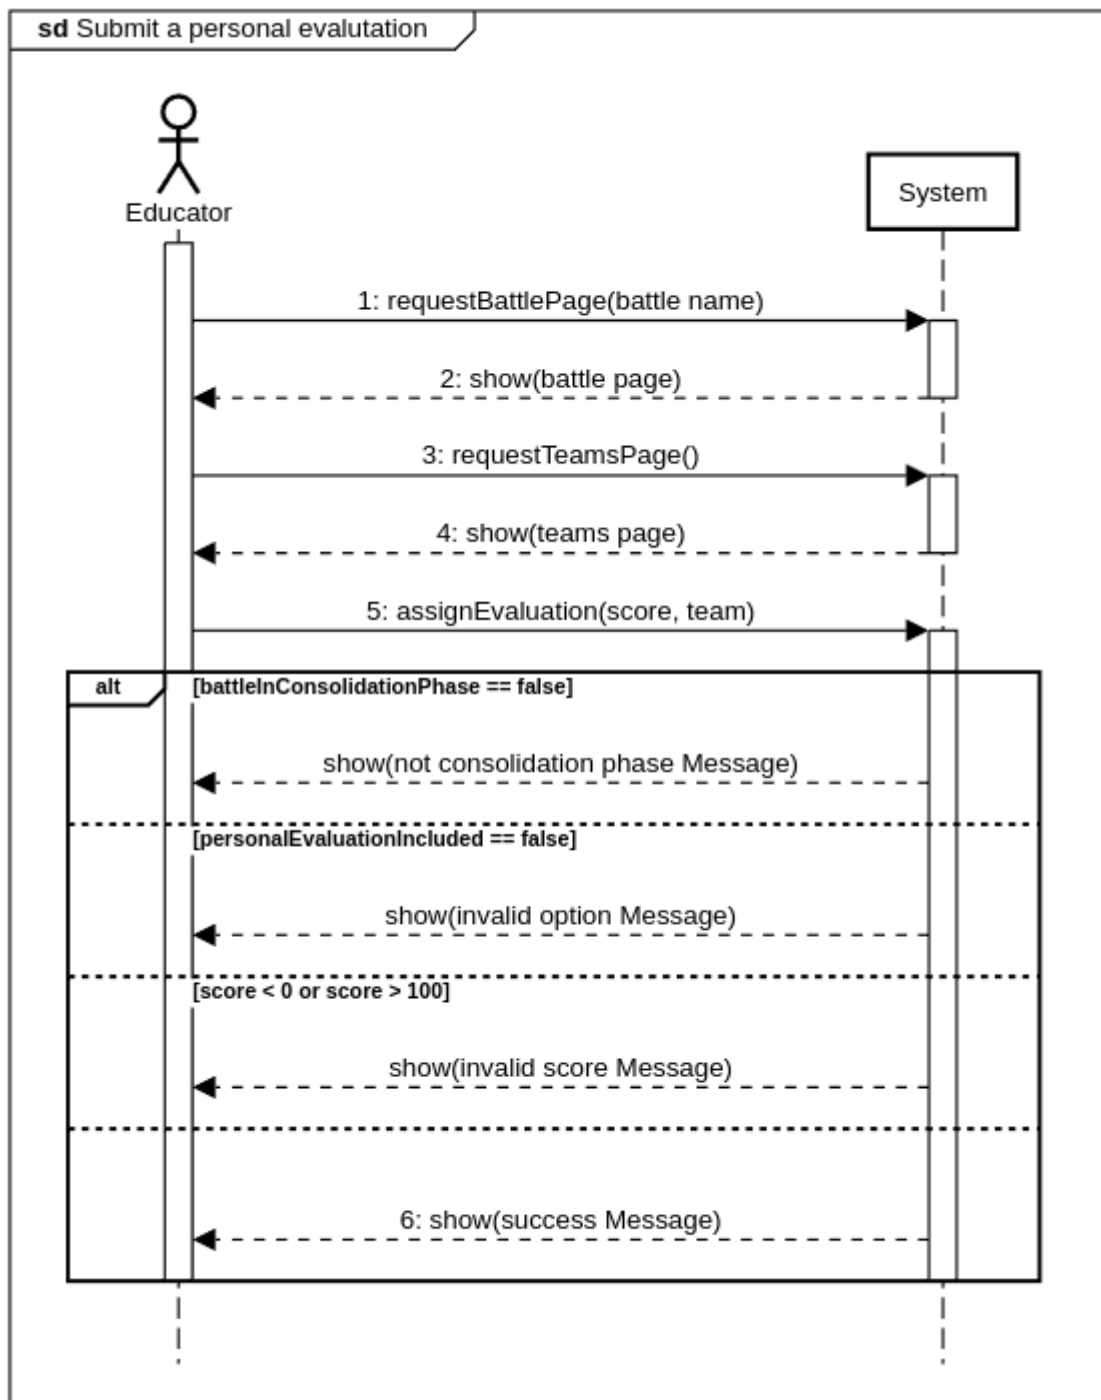 sd Submit a personal evalutation
Educator
System
1: requestBattlePage(battle name)
2: show(battle page)
3: requestTeamsPage()
4: show(teams page)
5: assignEvaluation(score, team)
alt [battleInConsolidationPhase == false]
show(not consolidation phase Message)
[personalEvaluationIncluded == false]
show(invalid option Message)
[score < 0 or score > 100]
show(invalid score Message)
6: show(success Message)